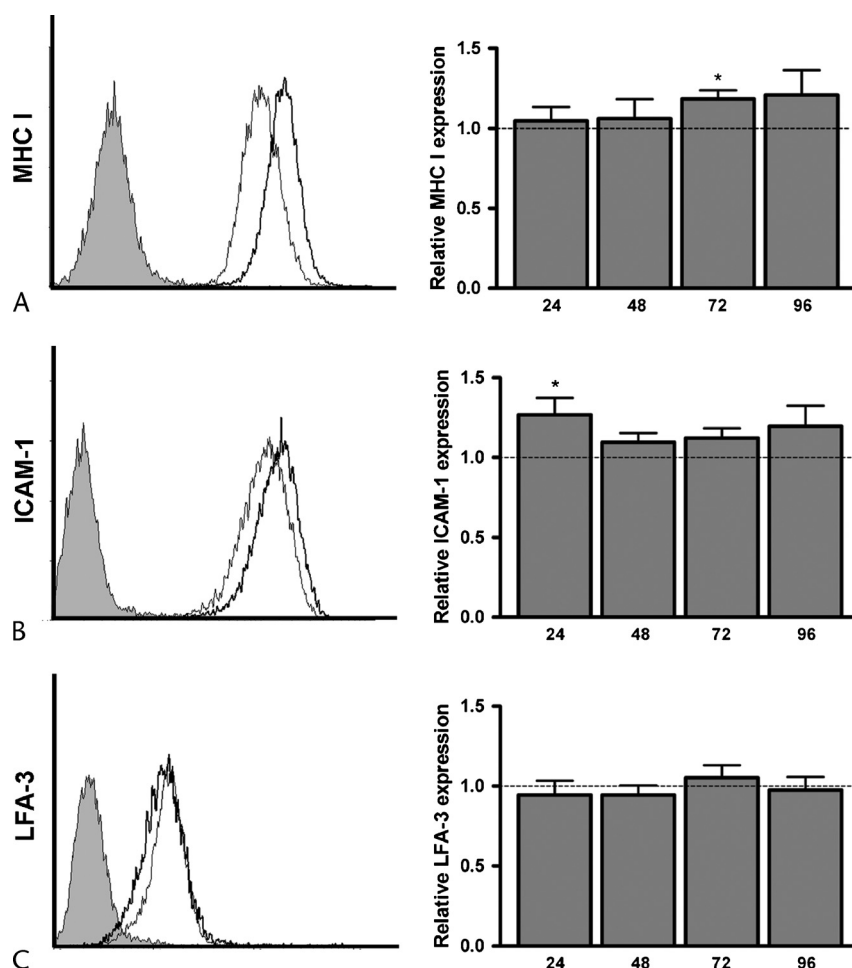 MHC I
A
Relative MHC I expression
1.5
1.0
0.5
0.0
*
24 48 72 96
ICAM-1
B
Relative ICAM-1 expression
1.5
1.0
0.5
0.0
*
24 48 72 96
LFA-3
C
Relative LFA-3 expression
1.5
1.0
0.5
0.0
24 48 72 96